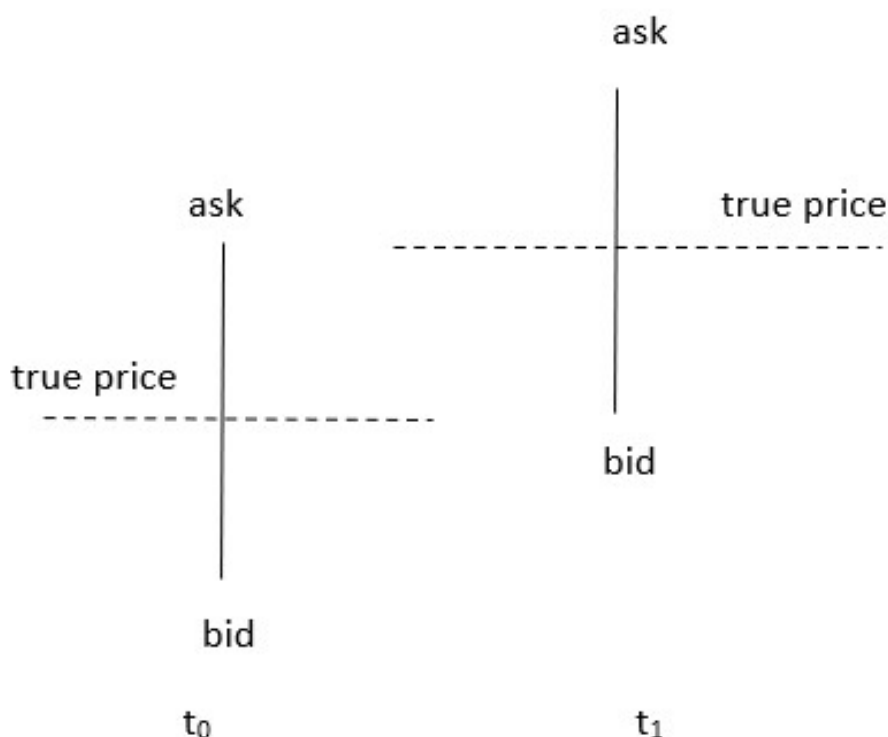 ask
ask
true price
true price
bid
bid
t₀
t₁